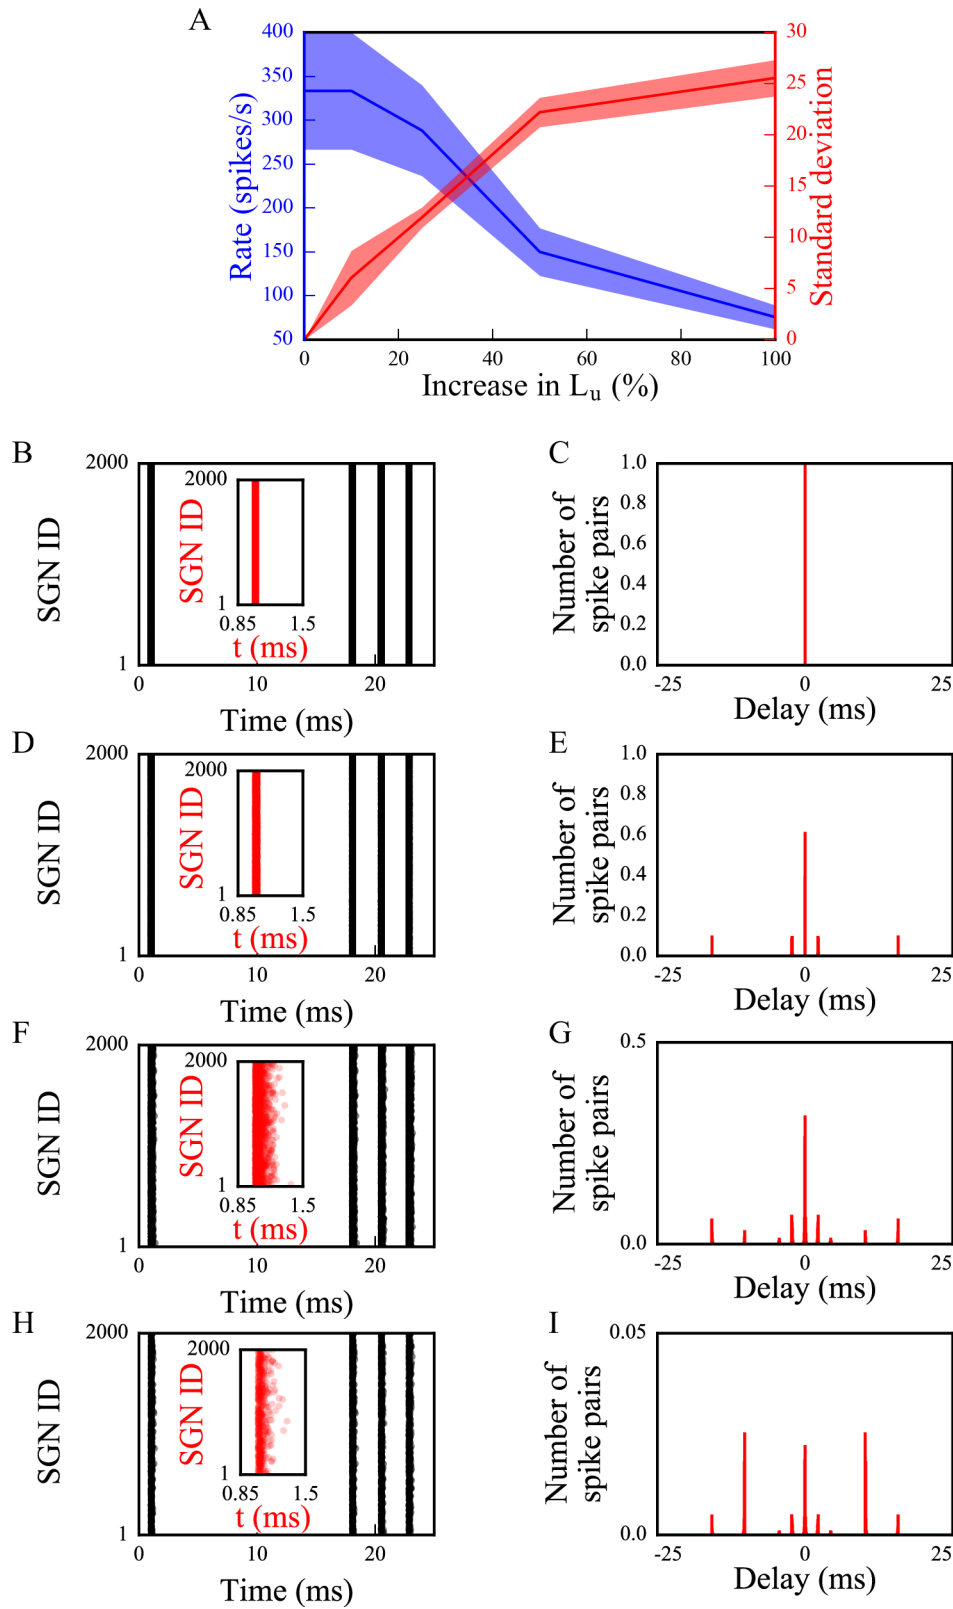 A
400
350
300
250
200
150
100
50
Rate (spikes/s)
30
25
20
15
10
5
0
Standard deviation
0 20 40 60 80 100
Increase in Lu (%)
B
2000
1
SGN ID
0 10 20
Time (ms)
2000
1
SGN ID
0.85 1.5
t (ms)
C
1.0
0.8
0.6
0.4
0.2
0.0
Number of
spike pairs
-25 0 25
Delay (ms)
D
2000
1
SGN ID
0 10 20
Time (ms)
2000
1
SGN ID
0.85 1.5
t (ms)
E
1.0
0.8
0.6
0.4
0.2
0.0
Number of
spike pairs
-25 0 25
Delay (ms)
F
2000
1
SGN ID
0 10 20
Time (ms)
2000
1
SGN ID
0.85 1.5
t (ms)
G
0.5
0.0
Number of
spike pairs
-25 0 25
Delay (ms)
H
2000
1
SGN ID
0 10 20
Time (ms)
2000
1
SGN ID
0.85 1.5
t (ms)
I
0.05
0.0
Number of
spike pairs
-25 0 25
Delay (ms)